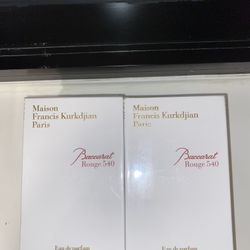 Maison
Francis Kurkdjian
Paris
Baccarat
Rouge 540
Eau de parfum
Maison
Francis Kurkdjian
Paris
Baccarat
Rouge 540
Eau de parfum